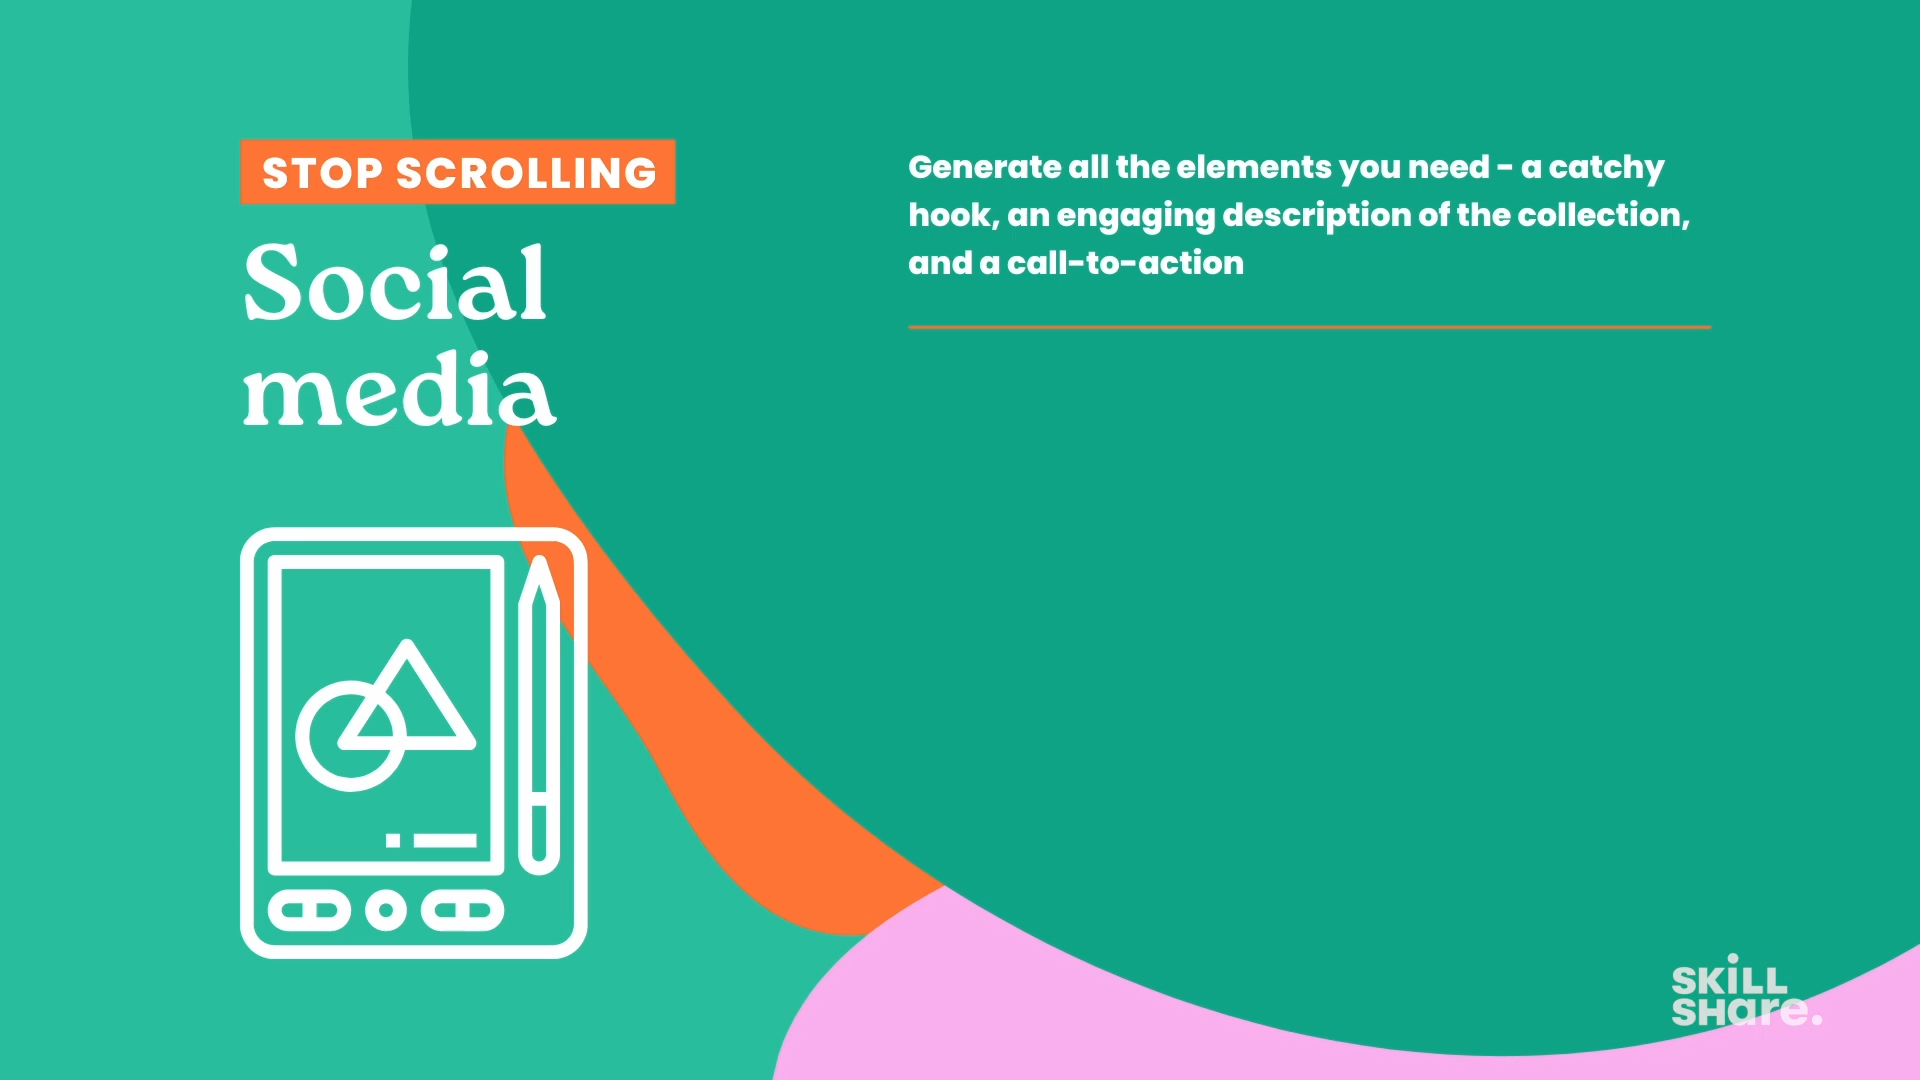 STOP SCROLLING
Social
media
Generate all the elements you need - a catchy
hook, an engaging description of the collection,
and a call-to-action
SKiLL
SHare.